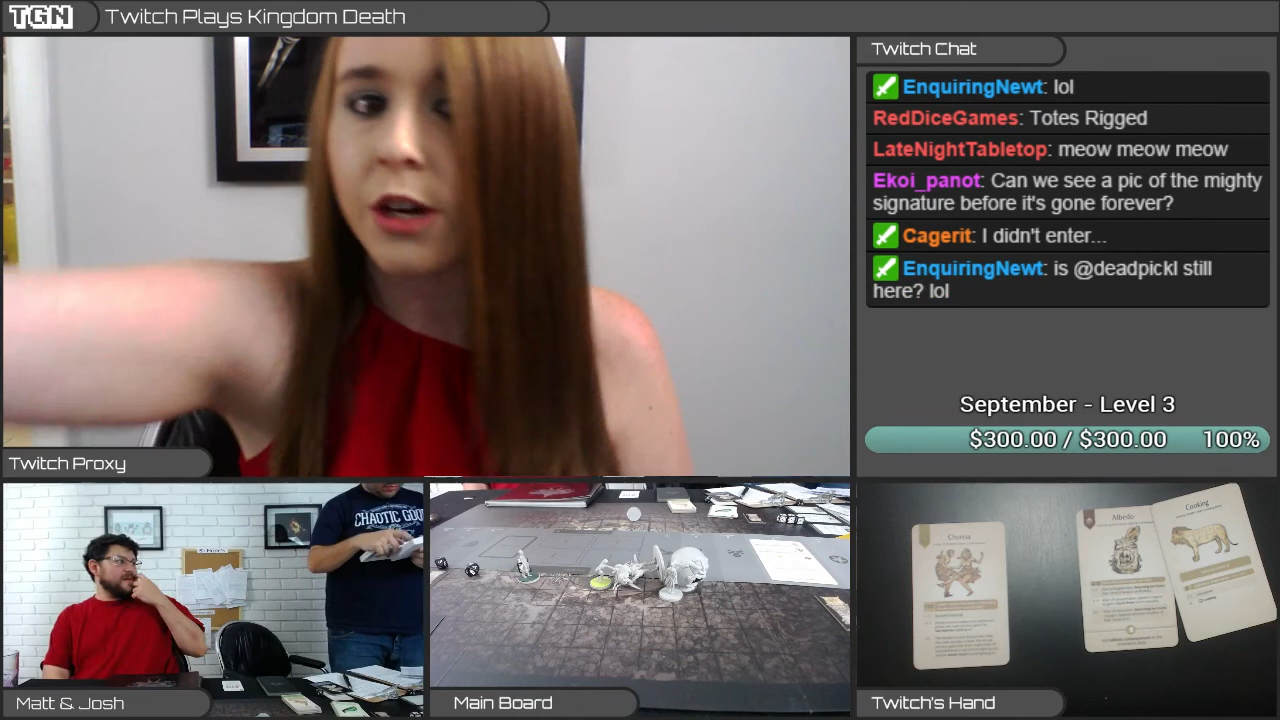 TGN
Twitch Plays Kingdom Death
Twitch Chat
EnquiringNewt: lol
RedDiceGames: Totes Rigged
LateNightTabletop: meow meow meow
Ekoi_panot: Can we see a pic of the mighty
signature before it's gone forever?
Cagerit: I didn't enter...
EnquiringNewt: is @deadpickl still
here? lol
September - Level 3
$300.00 / $300.00 100%
Twitch Proxy
CHAOTIC GOOD
Matt & Josh
Main Board
Chorea
Albedo
Cooking
Twitch's Hand